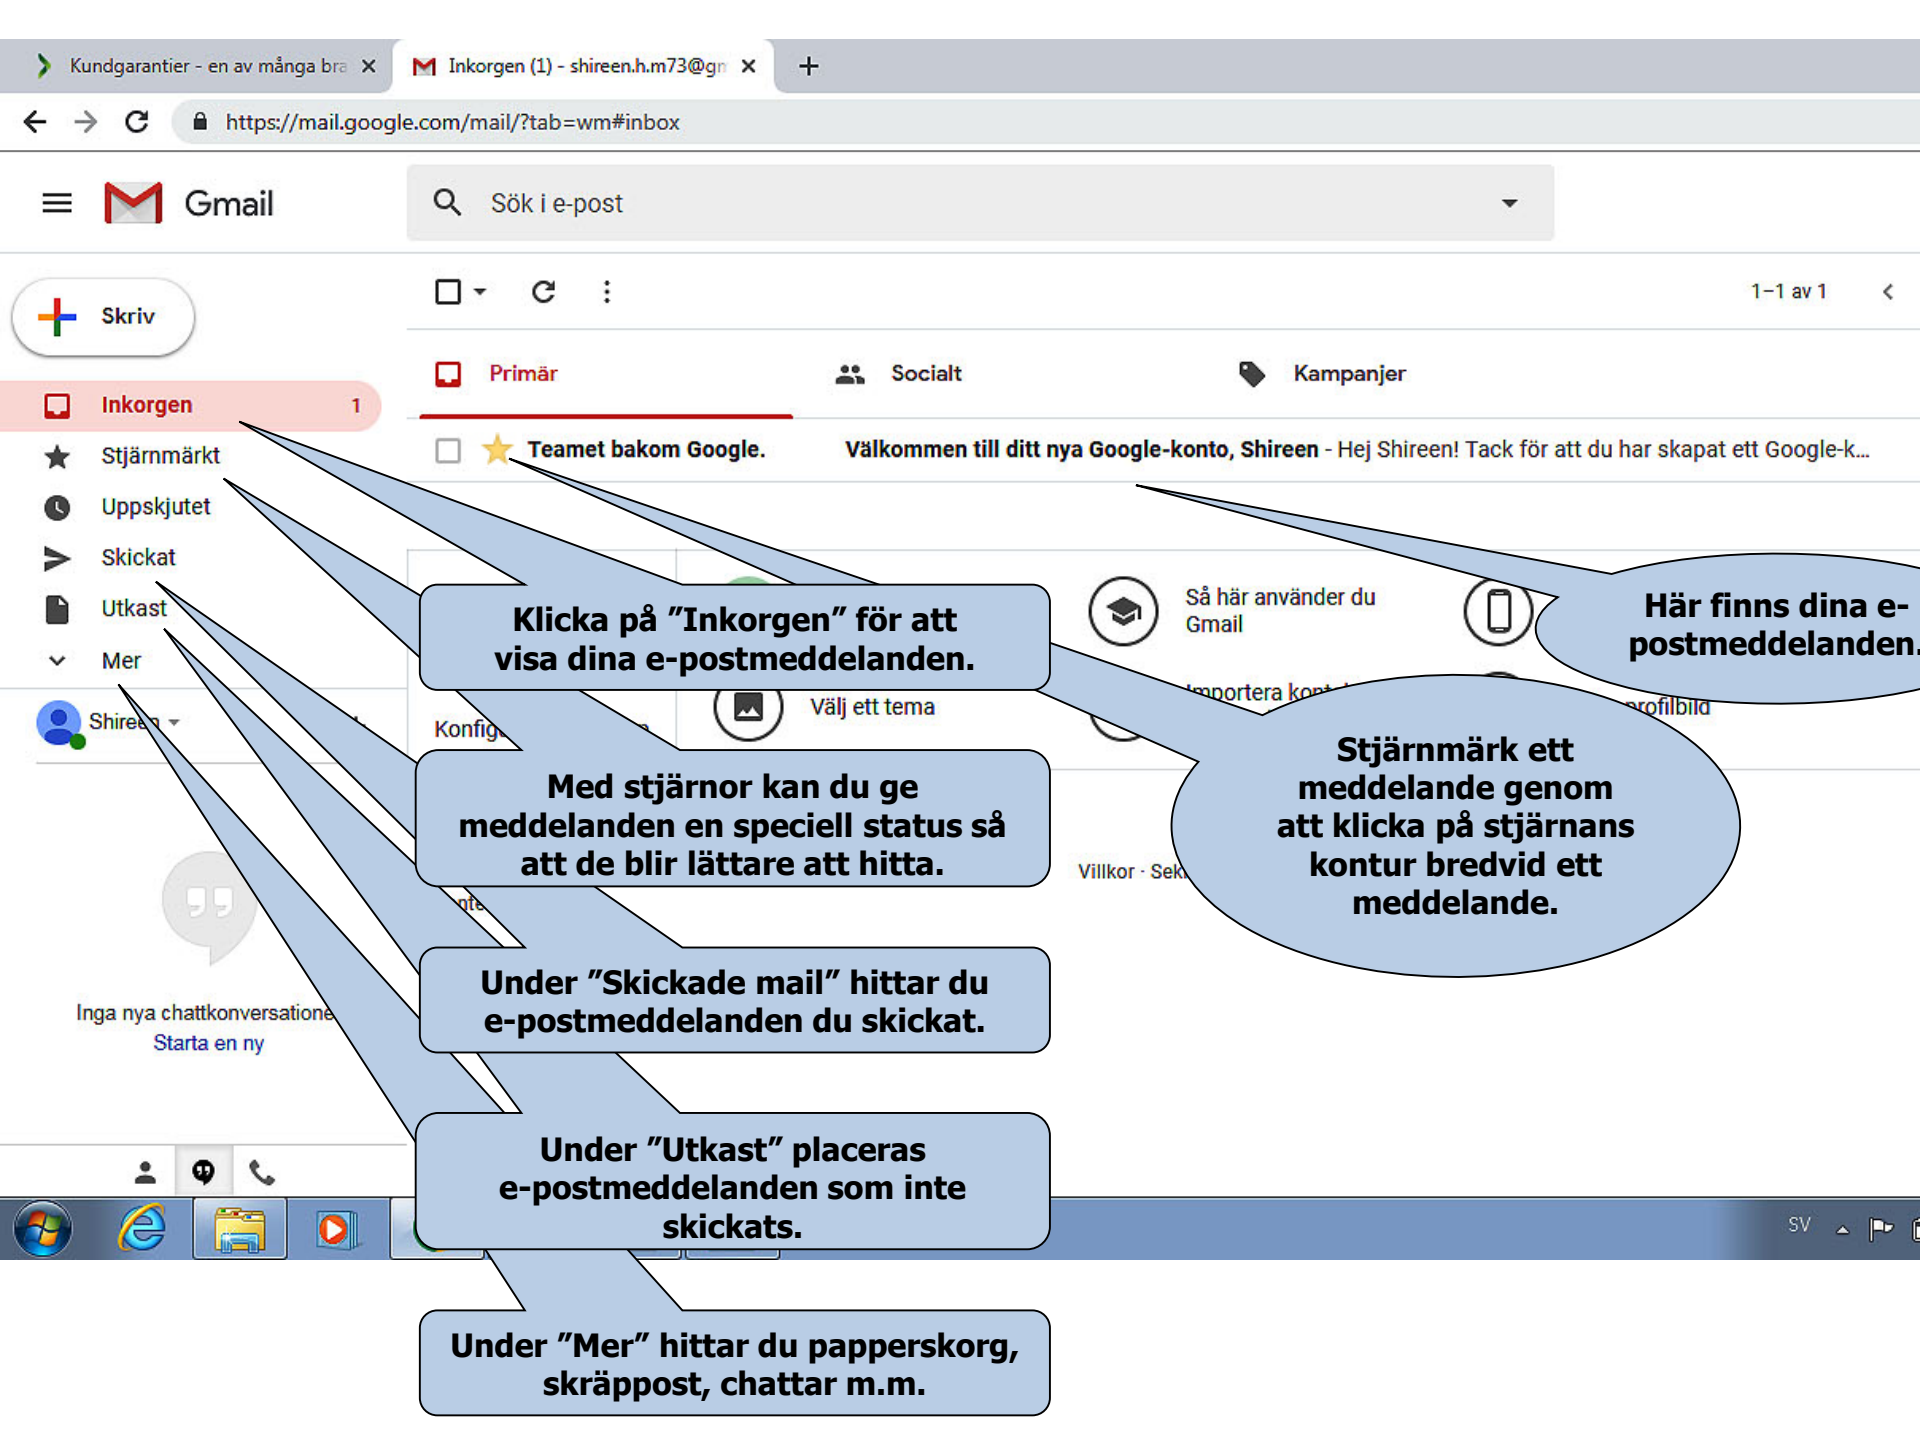 Kundgarantier - en av många bra
Inkorgen (1) - shireen.h.m73@gm
https://mail.google.com/mail/?tab=wm#inbox
Gmail
Sök i e-post
Skriv
1–1 av 1
Primär
Socialt
Kampanjer
Inkorgen 1
Stjärnmärkt
Uppskjutet
Skickat
Utkast
Mer
Teamet bakom Google. Välkommen till ditt nya Google-konto, Shireen - Hej Shireen! Tack för att du har skapat ett Google-k...
Klicka på ”Inkorgen” för att
visa dina e-postmeddelanden.
Så här använder du
Gmail
Här finns dina e-
postmeddelanden.
Shireen
Välj ett tema
Importera
profilbild
Med stjärnor kan du ge
meddelanden en speciell status så
att de blir lättare att hitta.
Stjärnmärk ett
meddelande genom
att klicka på stjärnans
kontur bredvid ett
meddelande.
Villkor ·
Under ”Skickade mail” hittar du
e-postmeddelanden du skickat.
Inga nya chattkonversatione
Starta en ny
Under ”Utkast” placeras
e-postmeddelanden som inte
skickats.
SV
Under ”Mer” hittar du papperskorg,
skräppost, chattar m.m.